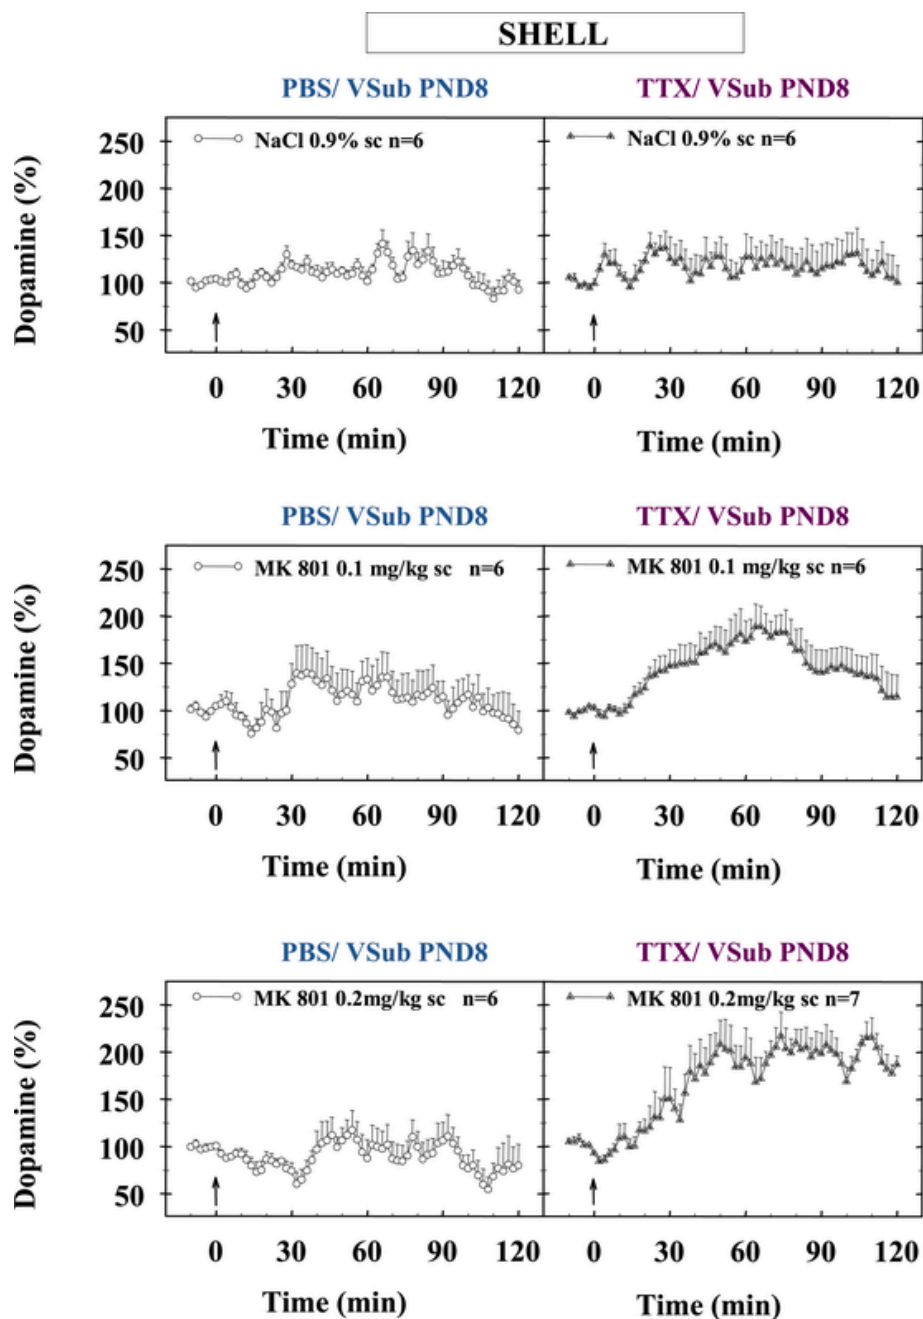 SHELL
PBS/ VSub PND8 TTX/ VSub PND8
NaCl 0.9% sc n=6 NaCl 0.9% sc n=6
Dopamine (%)
250
200
150
100
50
0 30 60 90 120 0 30 60 90 120
Time (min) Time (min)
PBS/ VSub PND8 TTX/ VSub PND8
MK 801 0.1 mg/kg sc n=6 MK 801 0.1 mg/kg sc n=6
Dopamine (%)
250
200
150
100
50
0 30 60 90 120 0 30 60 90 120
Time (min) Time (min)
PBS/ VSub PND8 TTX/ VSub PND8
MK 801 0.2mg/kg sc n=6 MK 801 0.2mg/kg sc n=7
Dopamine (%)
250
200
150
100
50
0 30 60 90 120 0 30 60 90 120
Time (min) Time (min)